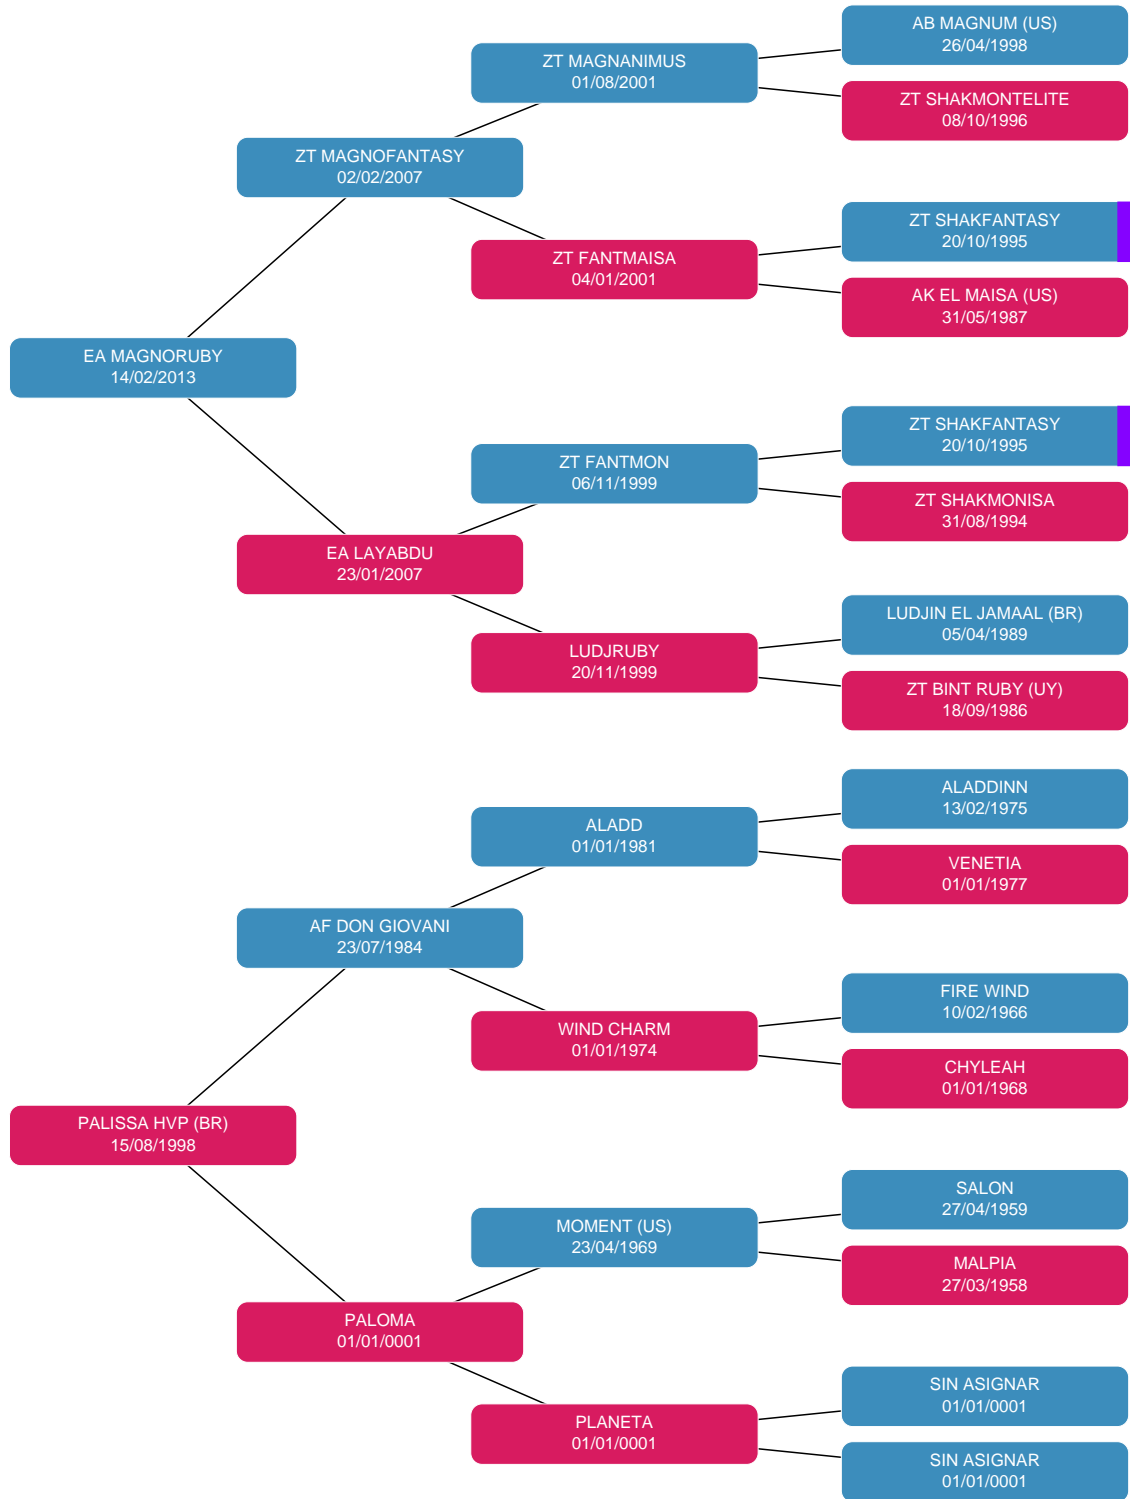 AB MAGNUM (US)
26/04/1998
ZT MAGNANIMUS
01/08/2001
ZT SHAKMONTELITE
08/10/1996
ZT MAGNOFANTASY
02/02/2007
ZT SHAKFANTASY
20/10/1995
ZT FANTMAISA
04/01/2001
AK EL MAISA (US)
31/05/1987
EA MAGNORUBY
14/02/2013
ZT SHAKFANTASY
20/10/1995
ZT FANTMON
06/11/1999
ZT SHAKMONISA
31/08/1994
EA LAYABDU
23/01/2007
LUDJIN EL JAMAAL (BR)
05/04/1989
LUDJRUBY
20/11/1999
ZT BINT RUBY (UY)
18/09/1986
ALADDINN
13/02/1975
ALADD
01/01/1981
VENETIA
01/01/1977
AF DON GIOVANI
23/07/1984
FIRE WIND
10/02/1966
WIND CHARM
01/01/1974
CHYLEAH
01/01/1968
PALISSA HVP (BR)
15/08/1998
SALON
27/04/1959
MOMENT (US)
23/04/1969
MALPIA
27/03/1958
PALOMA
01/01/0001
SIN ASIGNAR
01/01/0001
PLANETA
01/01/0001
SIN ASIGNAR
01/01/0001